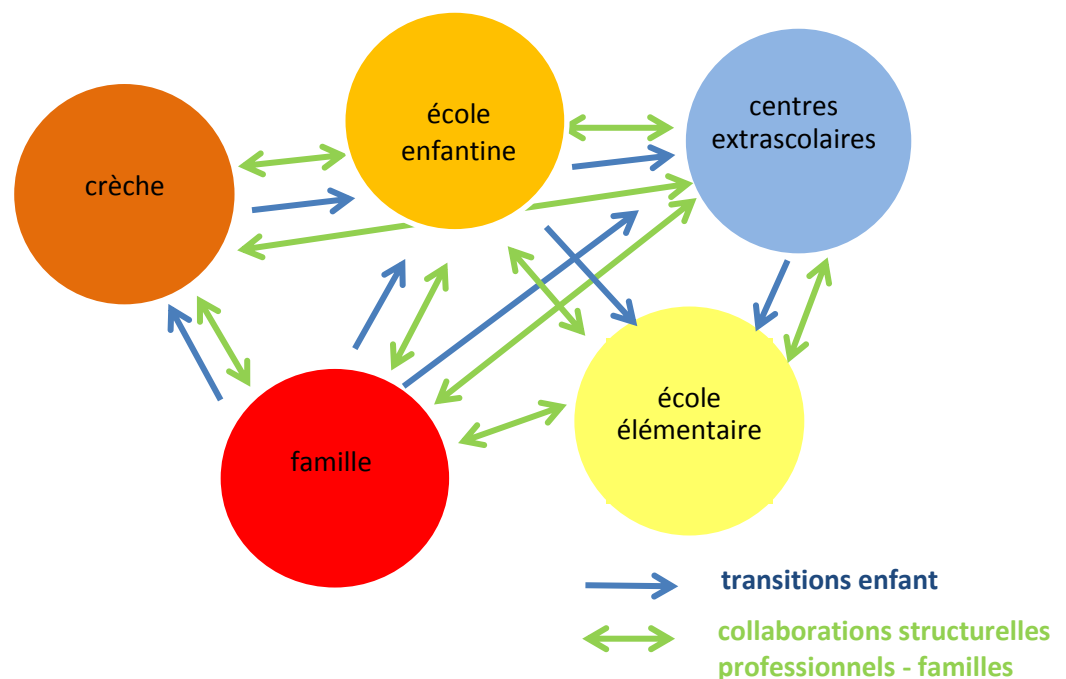 crèche
école
enfantine
centres
extrascolaires
famille
école
élémentaire
transitions enfant
collaborations structurelles
professionnels - familles